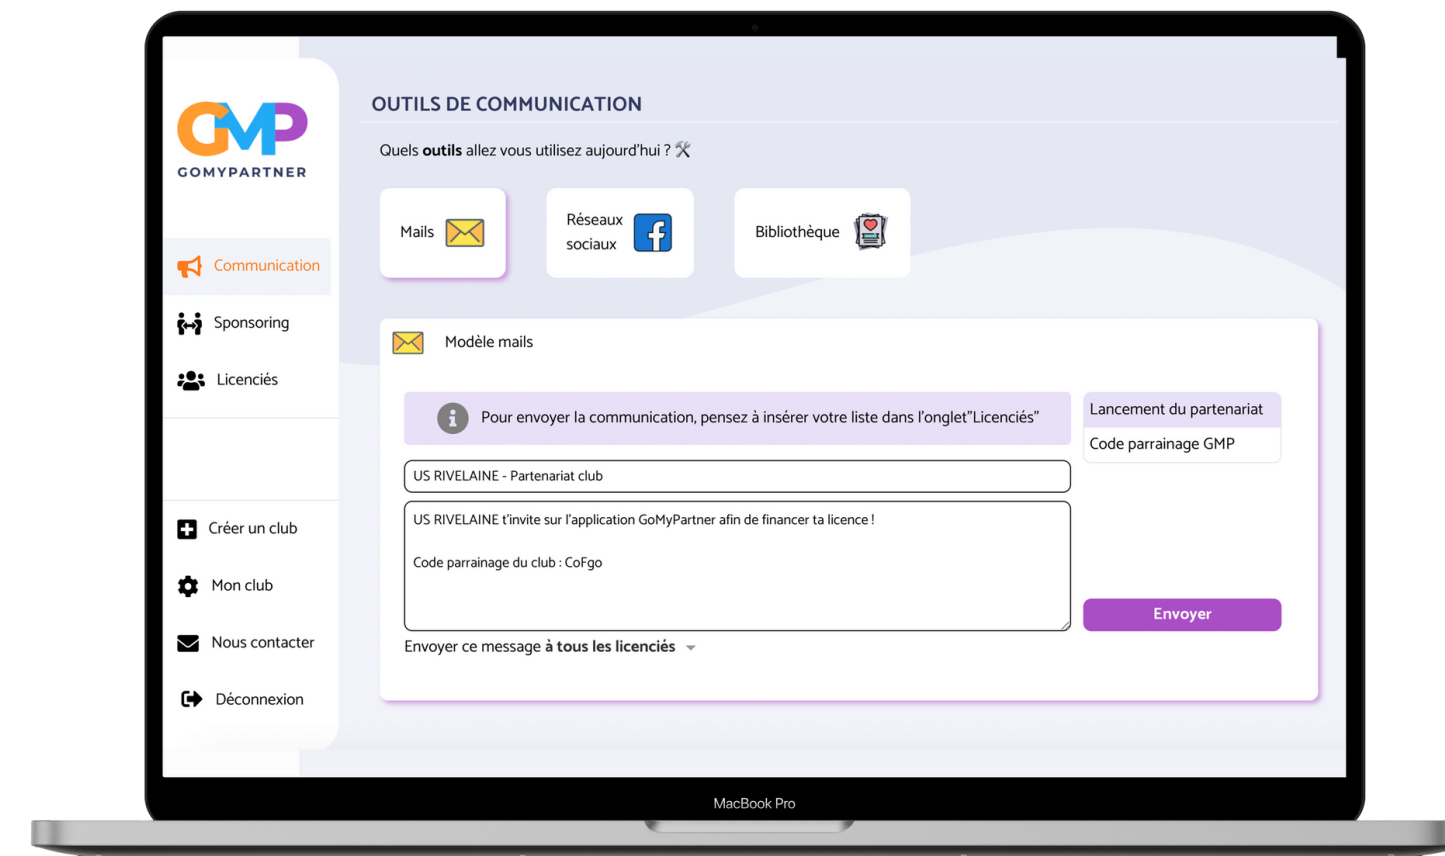 GMP
GOMYPARTNER
Communication
Sponsoring
Licenciés
Créer un club
Mon club
Nous contacter
Déconnexion
OUTILS DE COMMUNICATION
Quels outils allez vous utilisez aujourd'hui ?
Mails
Réseaux
sociaux
Bibliothèque
Modèle mails
Pour envoyer la communication, pensez à insérer votre liste dans l'onglet"Licenciés"
Lancement du partenariat
Code parrainage GMP
US RIVELAINE - Partenariat club
US RIVELAINE t'invite sur l'application GoMyPartner afin de financer ta licence !
Code parrainage du club : CoFgo
Envoyer
Envoyer ce message à tous les licenciés
MacBook Pro